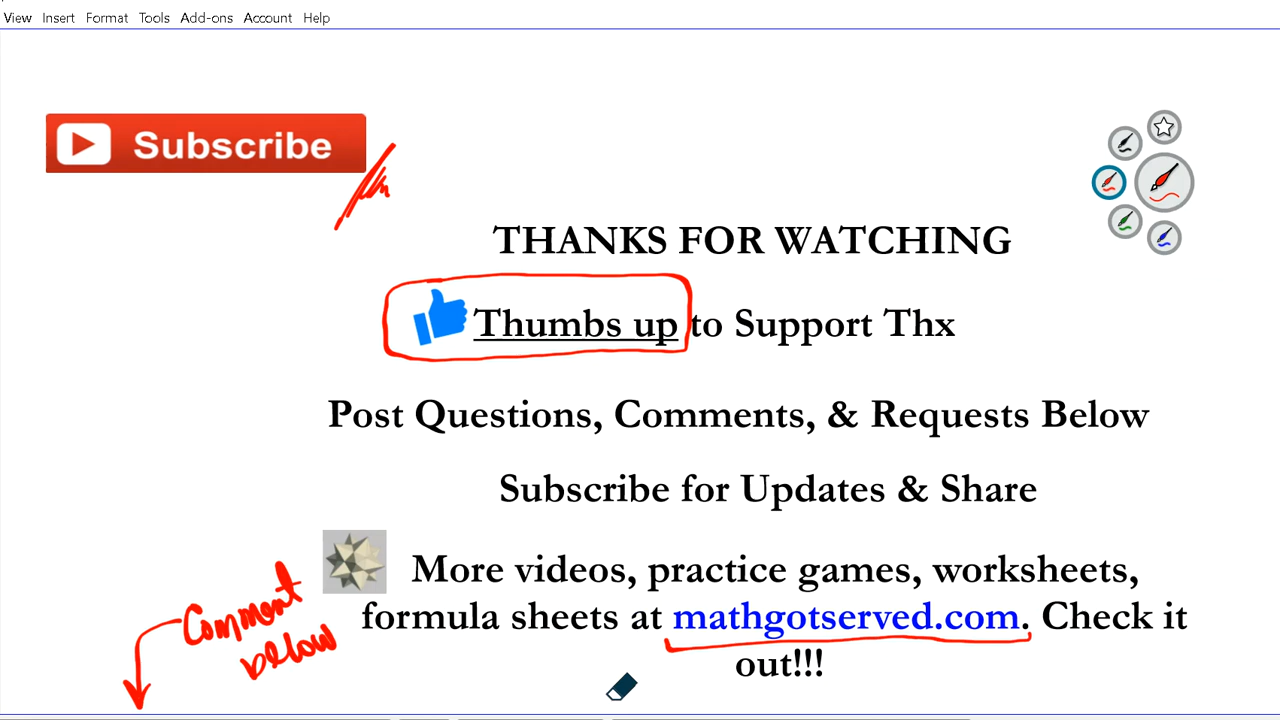 View Insert Format Tools Add-ons Account Help
Subscribe
THANKS FOR WATCHING
Thumbs up to Support Thx
Post Questions, Comments, & Requests Below
Subscribe for Updates & Share
More videos, practice games, worksheets,
formula sheets at mathgotserved.com. Check it
out!!!
Comment
below